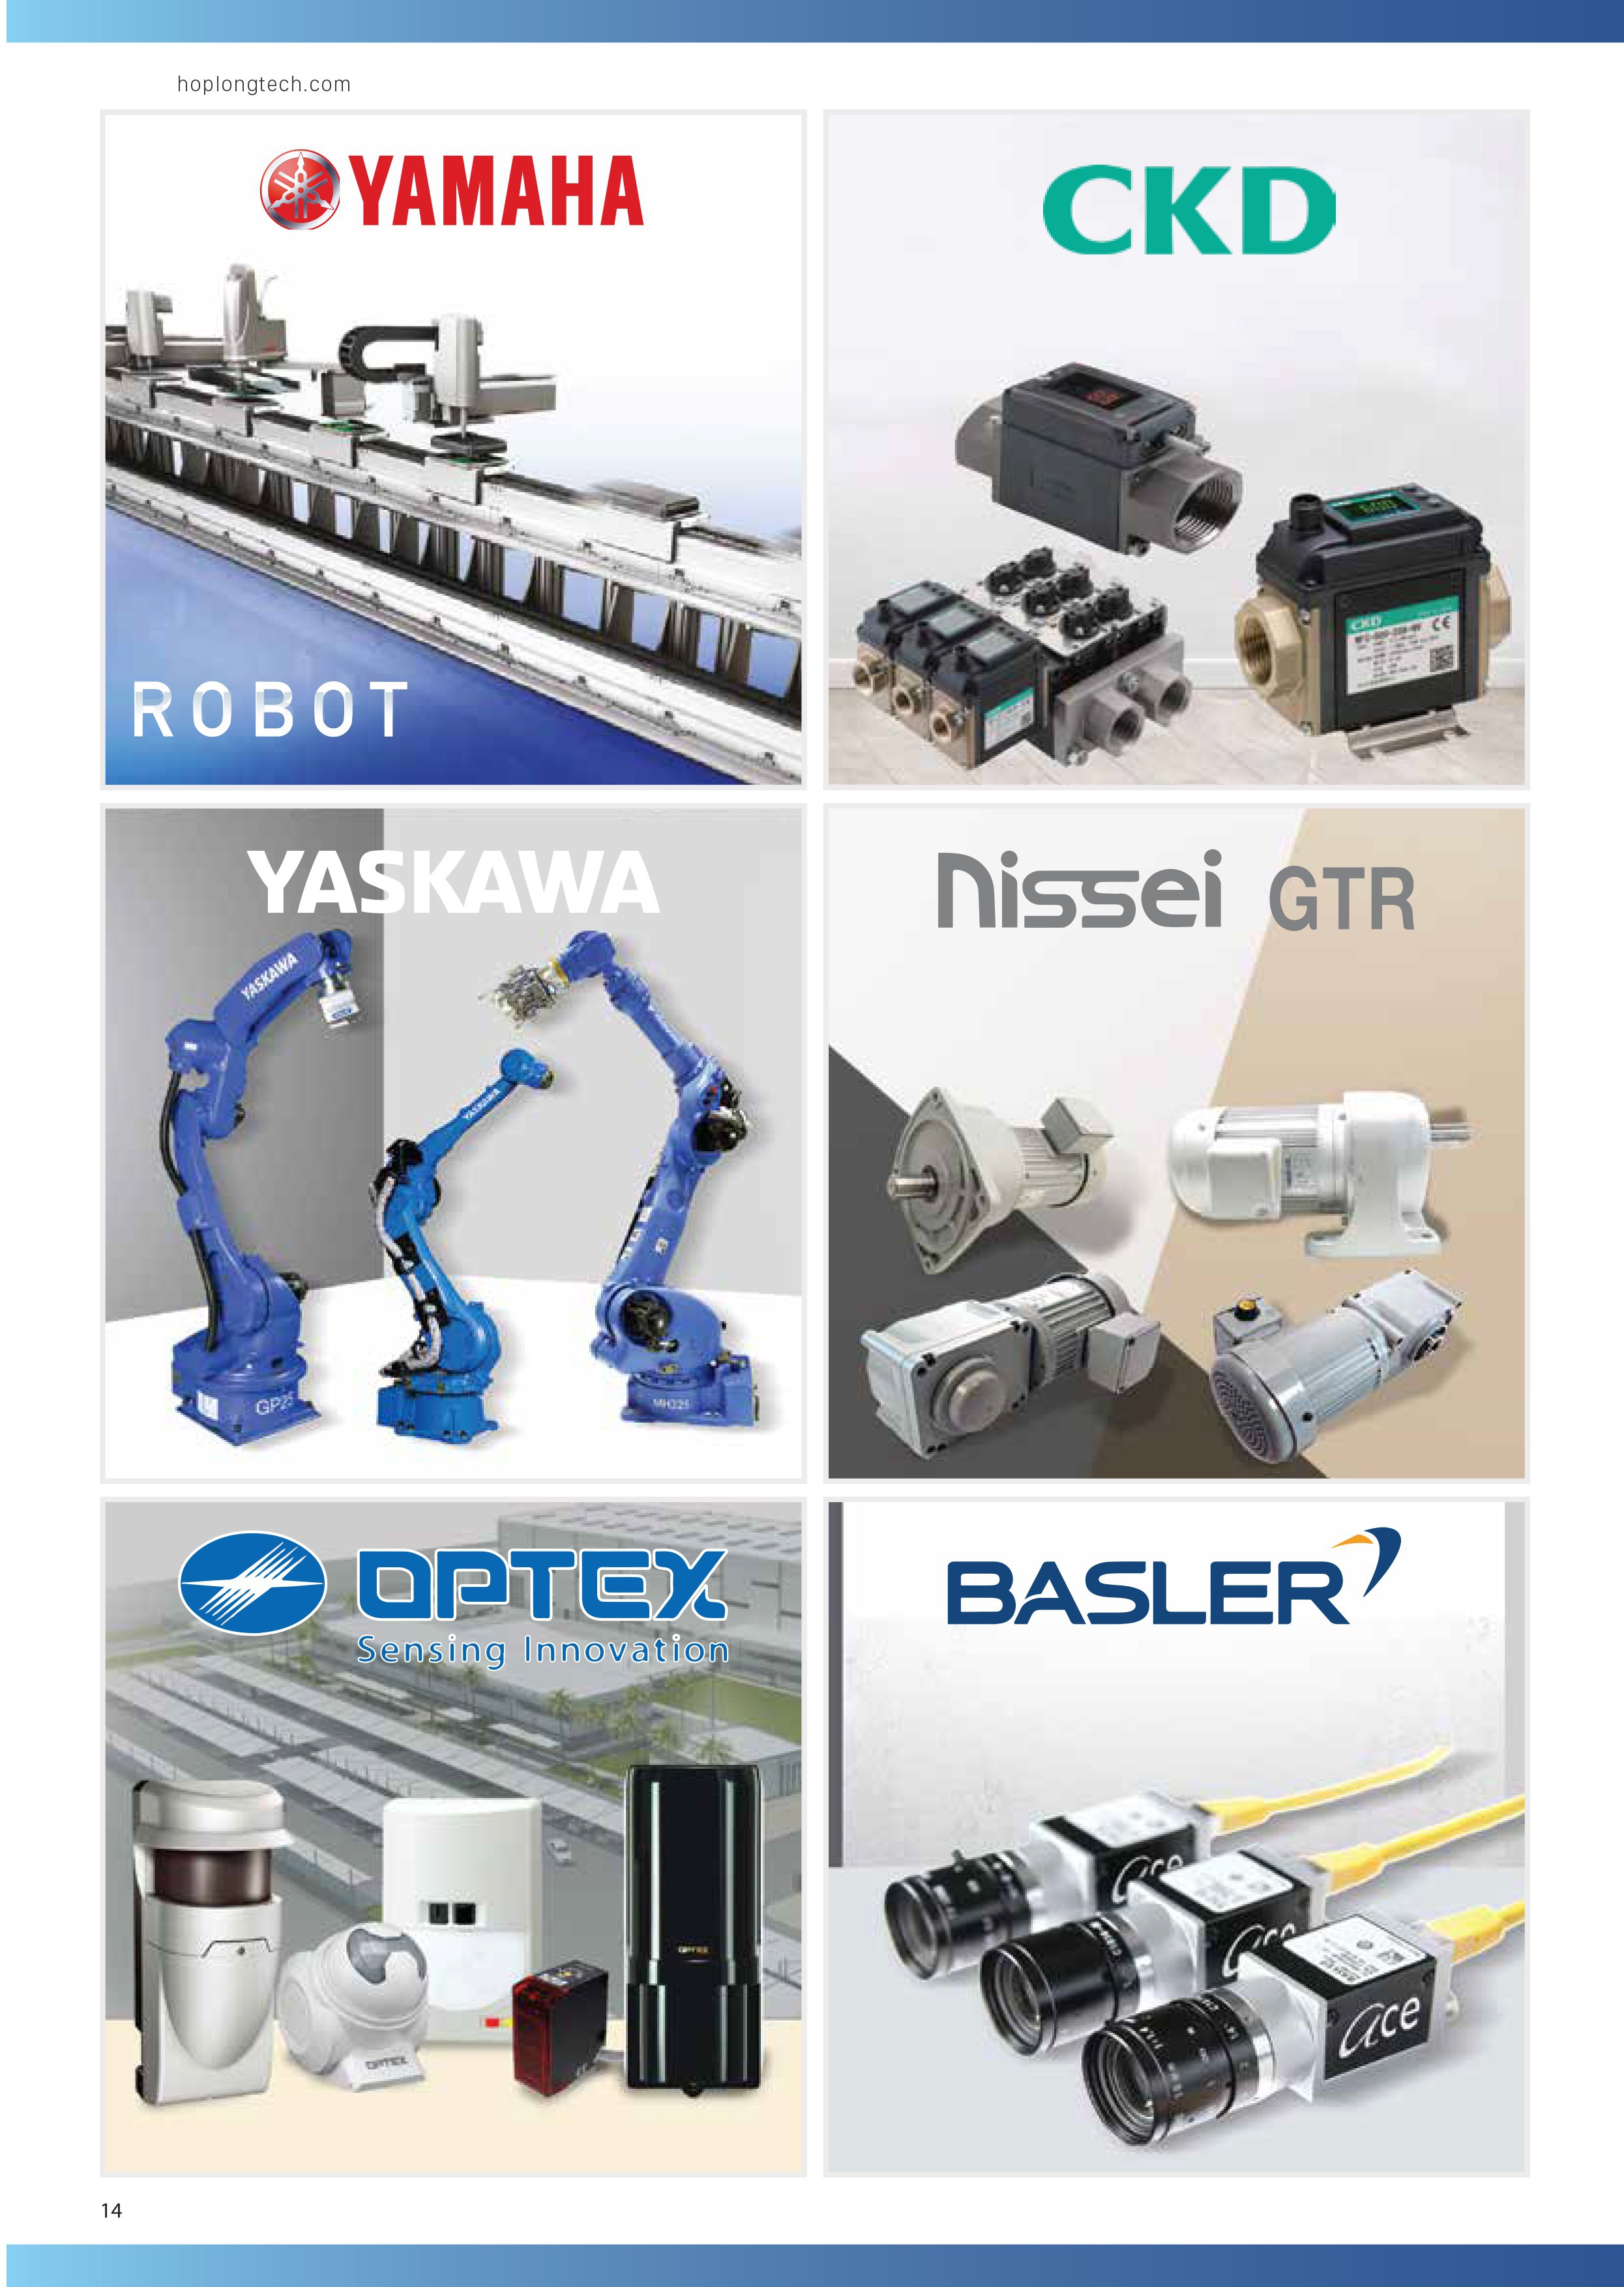 hoplongtech.com
YAMAHA
ROBOT
CKD
CKD
YASKAWA
YASKAWA
YASKAWA
GP25
MH225
nissei GTR
OPTEX
Sensing Innovation
OPTEX
OPTEX
BASLER
ace
ace
ace
14